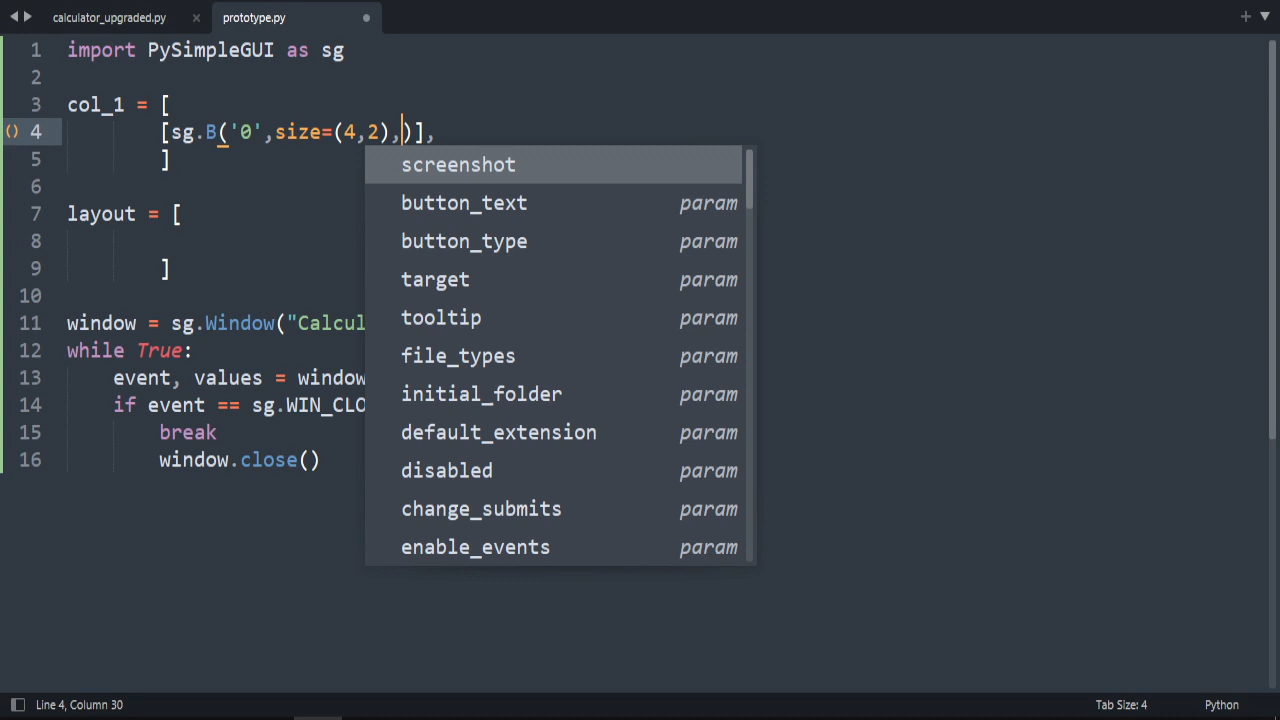 calculator_upgraded.py × prototype.py
1 import PySimpleGUI as sg
2
3 col_1 = [
() 4 [sg.B('0',size=(4,2),)],
5 ]
6
7 layout = [
8
9 ]
10
11 window = sg.Window("Calcul
12 while True:
13 event, values = window
14 if event == sg.WIN_CLO
15 break
16 window.close()
screenshot
button_text param
button_type param
target param
tooltip param
file_types param
initial_folder param
default_extension param
disabled param
change_submits param
enable_events param
Line 4, Column 30 Tab Size: 4 Python